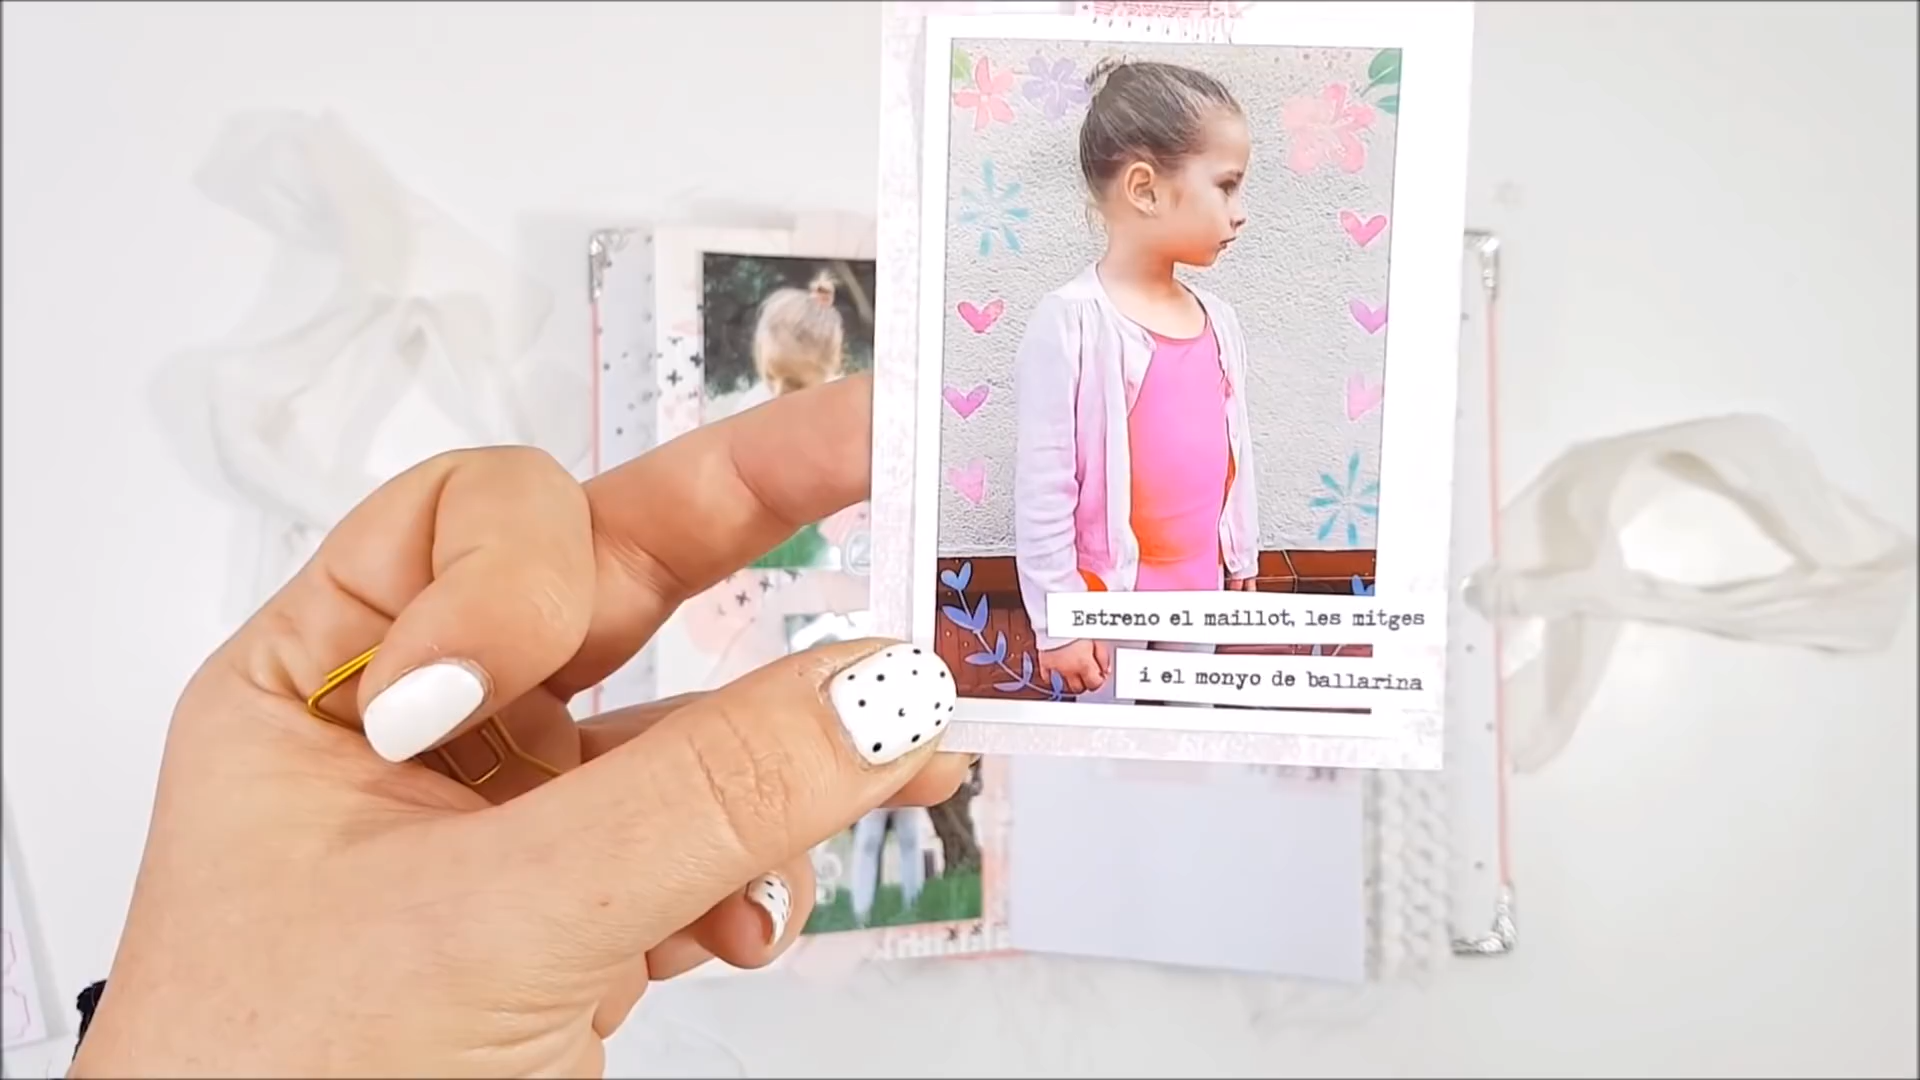 Estreno el maillot, les mitges
i el monyo de ballarina